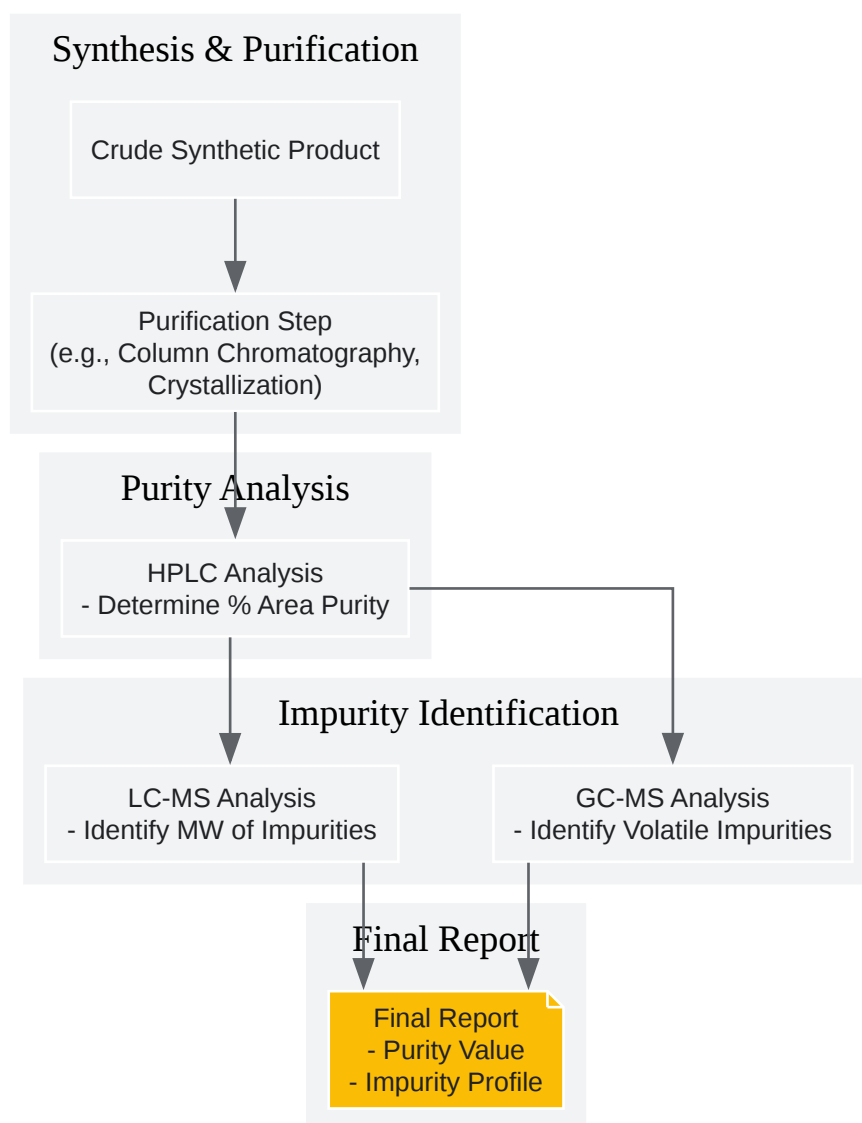 Synthesis & Purification
Crude Synthetic Product
Purification Step
(e.g., Column Chromatography,
Crystallization)
Purity Analysis
HPLC Analysis
- Determine % Area Purity
Impurity Identification
LC-MS Analysis
- Identify MW of Impurities
GC-MS Analysis
- Identify Volatile Impurities
Final Report
Final Report
- Purity Value
- Impurity Profile